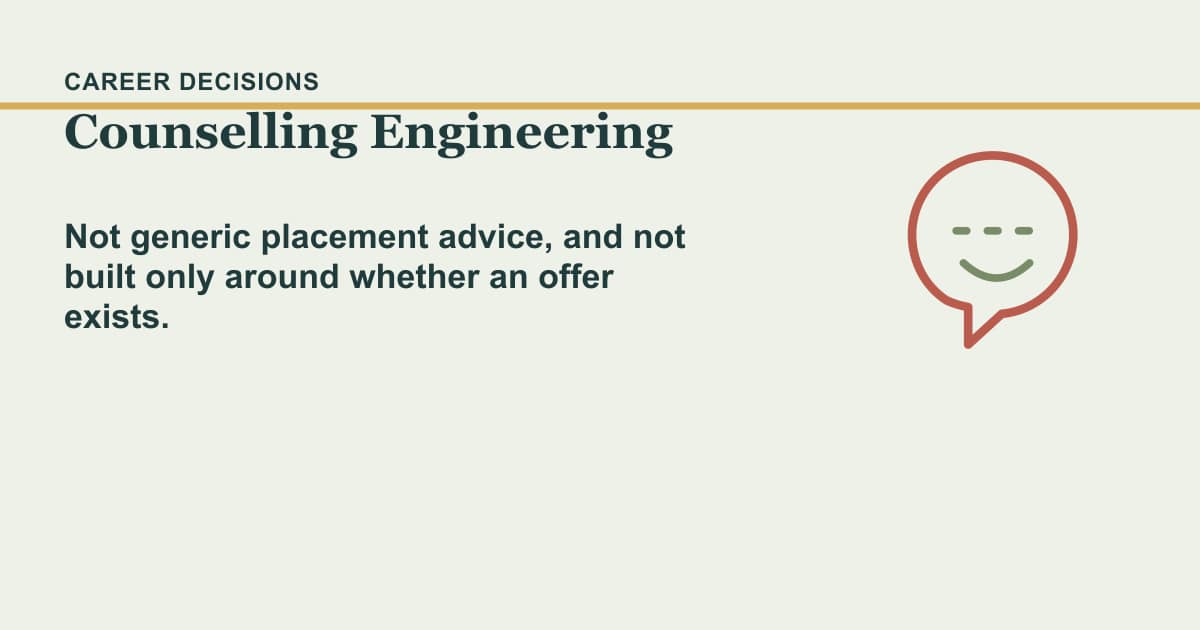 CAREER DECISIONS
Counselling Engineering
Not generic placement advice, and not
built only around whether an offer
exists.